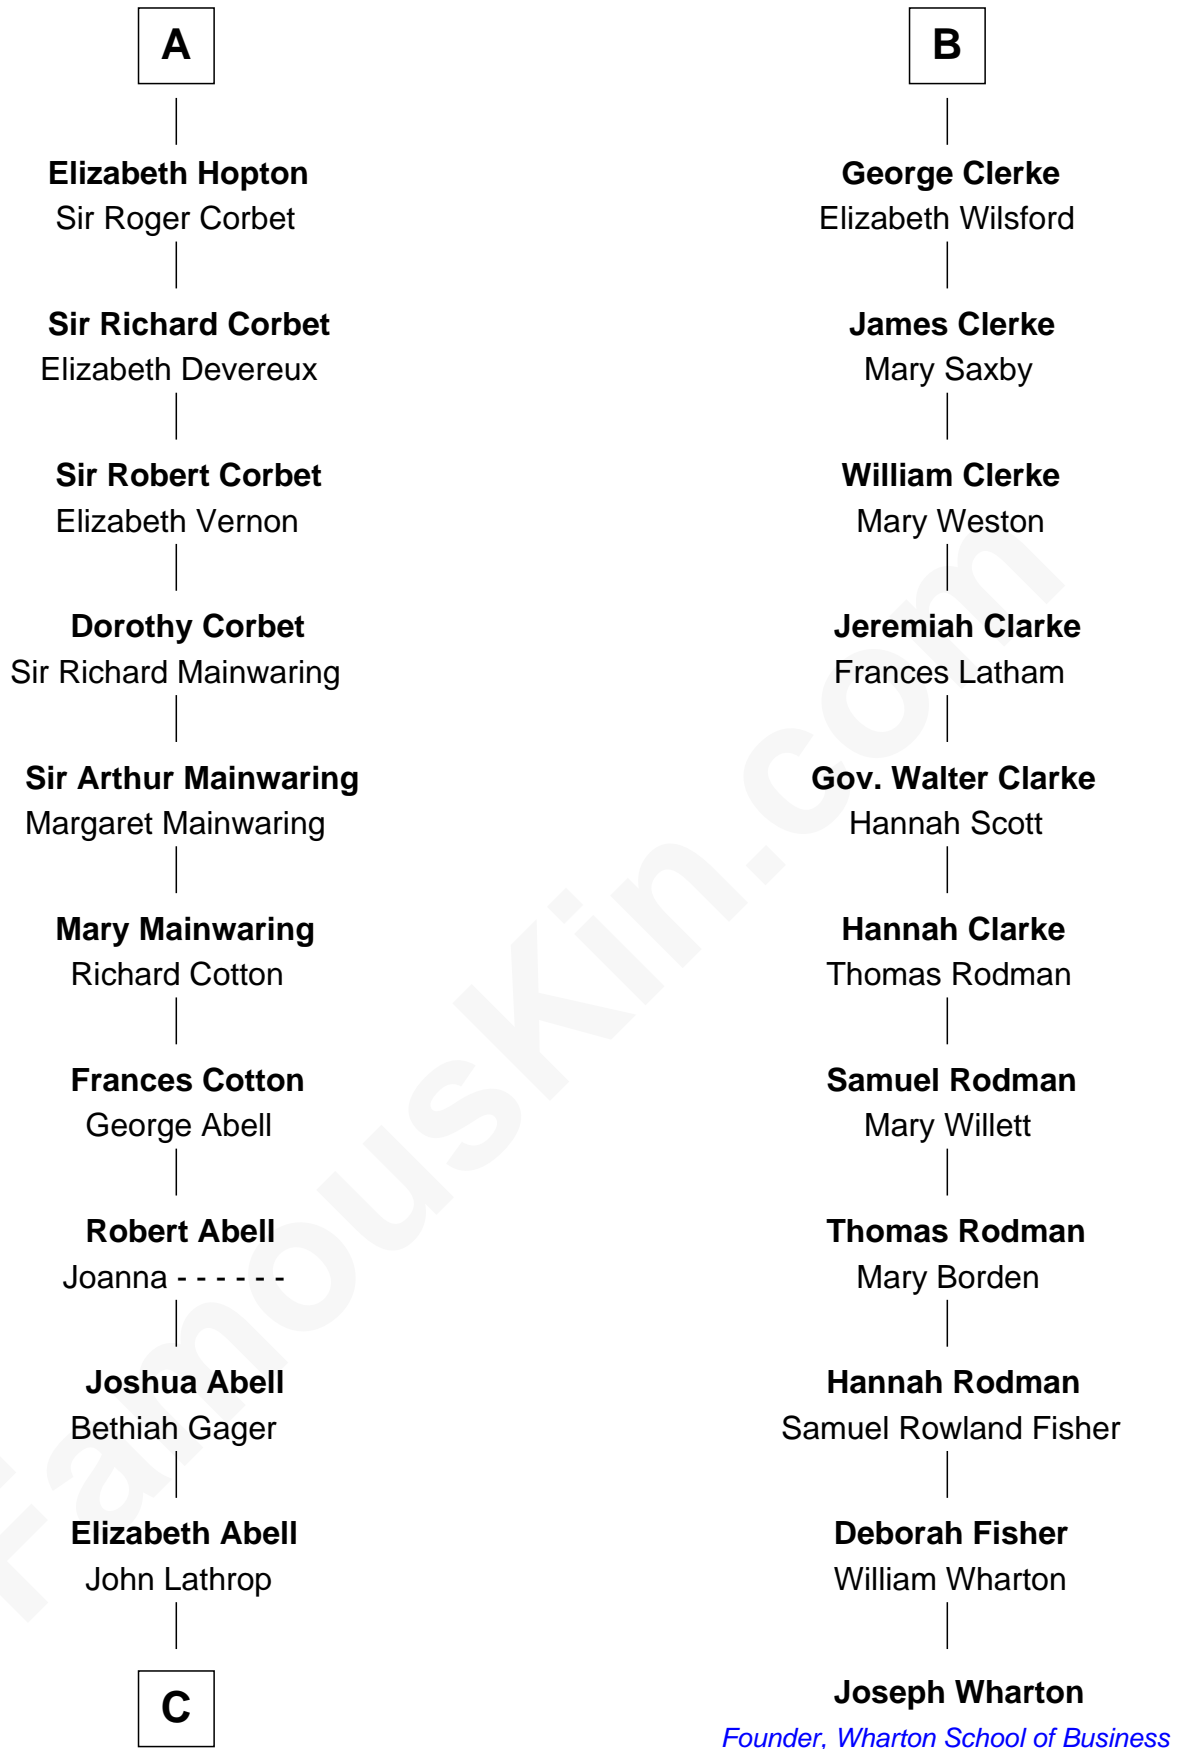 A
Elizabeth Hopton
Sir Roger Corbet
Sir Richard Corbet
Elizabeth Devereux
Sir Robert Corbet
Elizabeth Vernon
Dorothy Corbet
Sir Richard Mainwaring
Sir Arthur Mainwaring
Margaret Mainwaring
Mary Mainwaring
Richard Cotton
Frances Cotton
George Abell
Robert Abell
Joanna - - - - - -
Joshua Abell
Bethiah Gager
Elizabeth Abell
John Lathrop
C
B
George Clerke
Elizabeth Wilsford
James Clerke
Mary Saxby
William Clerke
Mary Weston
Jeremiah Clarke
Frances Latham
Gov. Walter Clarke
Hannah Scott
Hannah Clarke
Thomas Rodman
Samuel Rodman
Mary Willett
Thomas Rodman
Mary Borden
Hannah Rodman
Samuel Rowland Fisher
Deborah Fisher
William Wharton
Joseph Wharton
Founder, Wharton School of Business
FamousKin.com